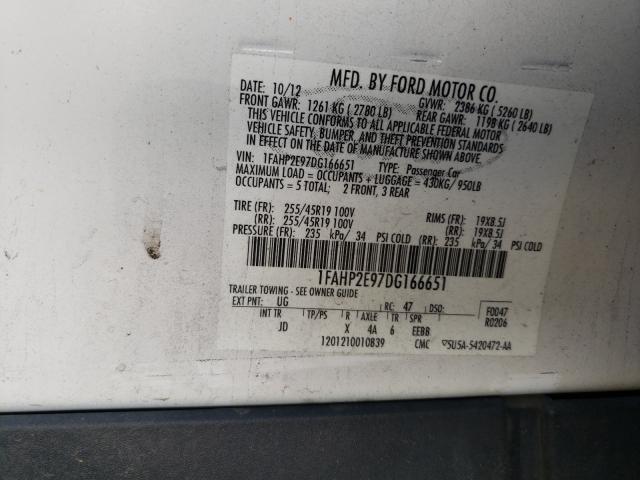 MFD. BY FORD MOTOR CO.
DATE: 10/12 GVWR: 2386 KG ( 5260 LB)
FRONT GAWR: 1261 KG ( 2780 LB) REAR GAWR: 1198 KG ( 2640 LB)
THIS VEHICLE CONFORMS TO ALL APPLICABLE FEDERAL MOTOR
VEHICLE SAFETY, BUMPER, AND THEFT PREVENTION STANDARDS
IN EFFECT ON THE DATE OF MANUFACTURE SHOWN ABOVE.
VIN: 1FAHP2E97DG166651 TYPE: Passenger Car
MAXIMUM LOAD = OCCUPANTS + LUGGAGE = 430KG/ 950LB
OCCUPANTS = 5 TOTAL; 2 FRONT, 3 REAR
TIRE (FR): 255/45R19 100V RIMS (FR): 19X8.5J
(RR): 255/45R19 100V (RR): 19X8.5J
PRESSURE (FR): 235 kPa/ 34 PSI COLD (RR): 235 kPa/ 34 PSI COLD
1FAHP2E97DG166651
TRAILER TOWING - SEE OWNER GUIDE
EXT PNT: UG RC: 47 DSO: F0047
INT TR TP/PS R AXLE TR SPR R0206
JD X 4A 6 EEBB
1201210010839 CMC 5U5A-5420472-AA